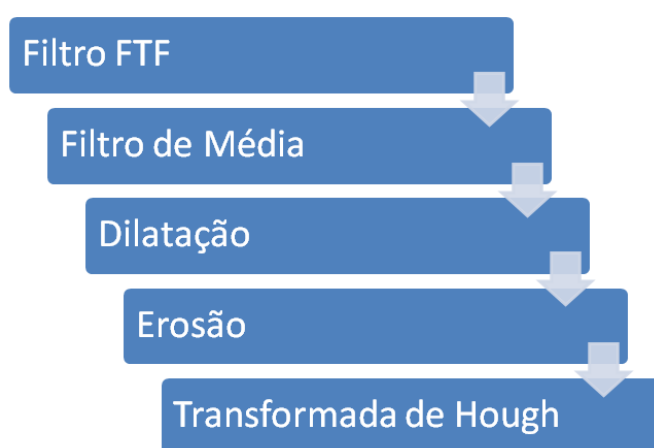 Filtro FTF
Filtro de Média
Dilatação
Erosão
Transformada de Hough